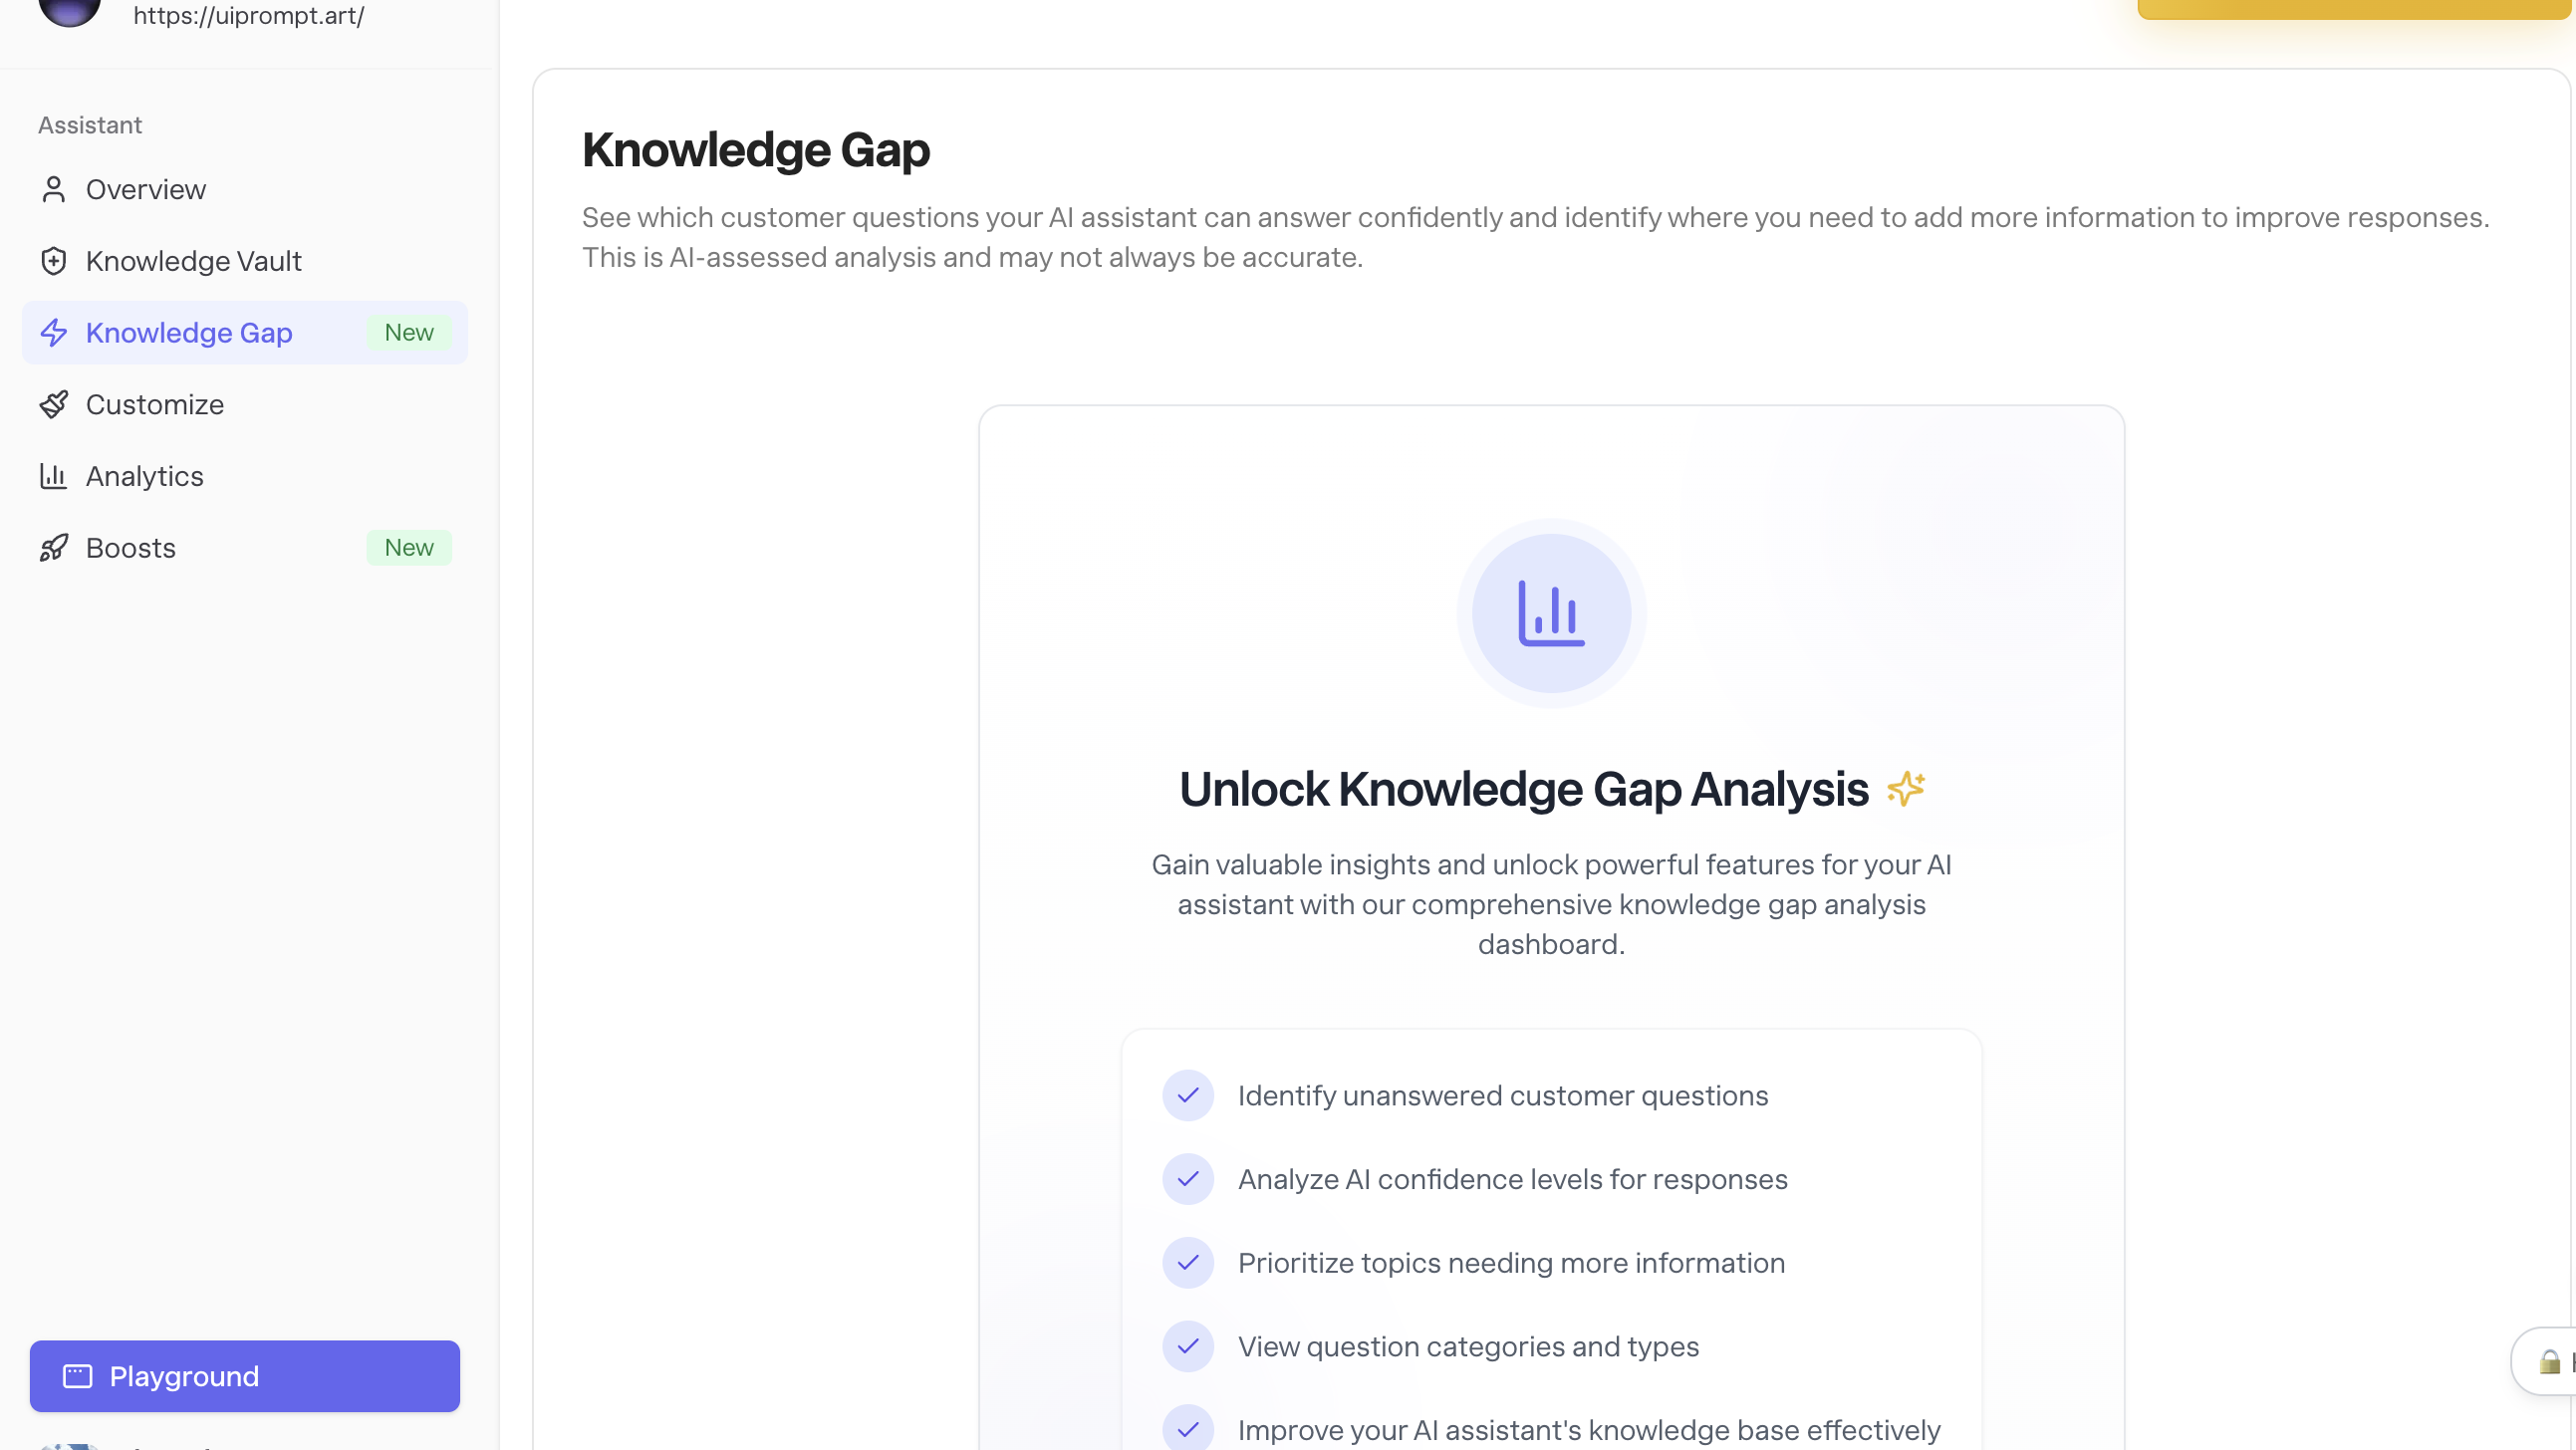 https://uiprompt.art/
Assistant
Overview
Knowledge Vault
Knowledge Gap New
Customize
Analytics
Boosts New
Playground
Knowledge Gap
See which customer questions your AI assistant can answer confidently and identify where you need to add more information to improve responses.
This is AI-assessed analysis and may not always be accurate.
Unlock Knowledge Gap Analysis
Gain valuable insights and unlock powerful features for your AI
assistant with our comprehensive knowledge gap analysis
dashboard.
Identify unanswered customer questions
Analyze AI confidence levels for responses
Prioritize topics needing more information
View question categories and types
Improve your AI assistant's knowledge base effectively